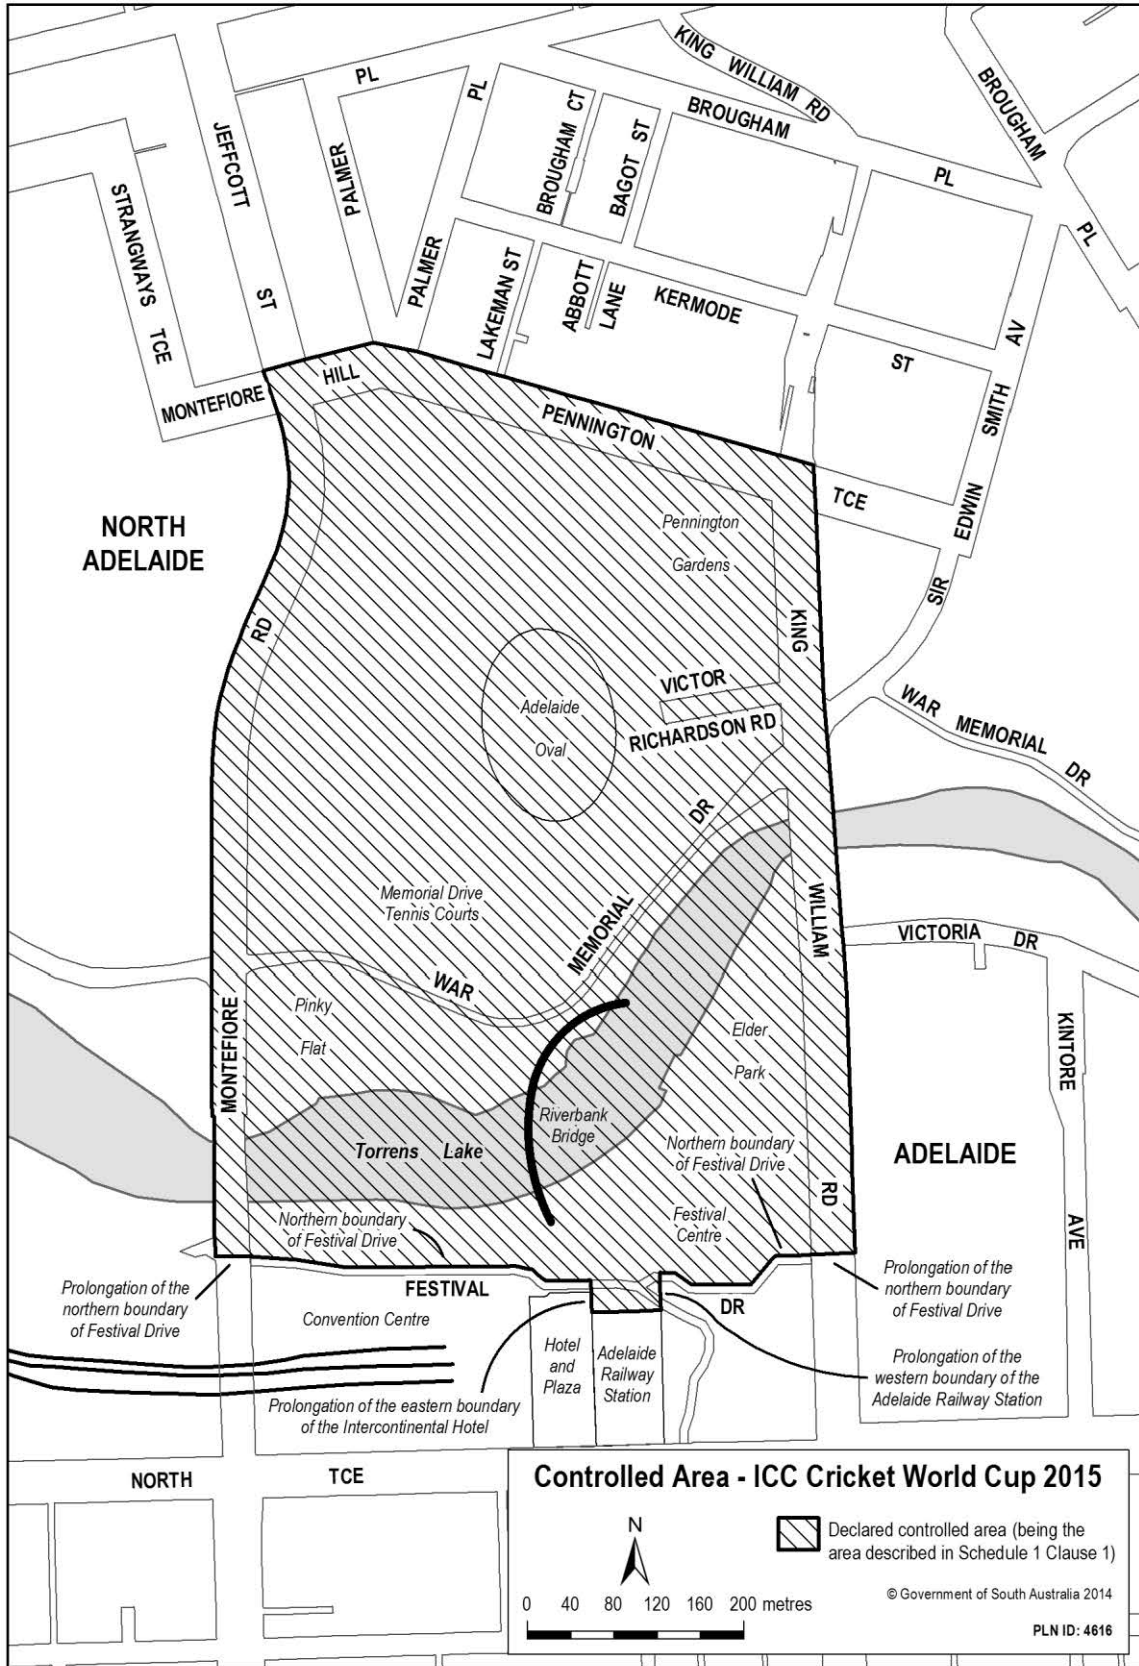 KING WILLIAM RD
PL
PL
BROUGHAM
BROUGHAM
JEFFCOTT
ST
PALMER
BROUGHAM CT
BAGOT ST
PL
PL
STRANGWAYS TCE
PALMER
LAKEMAN ST
ABBOTT
LANE
KERMODE
ST
EDWIN SMITH AV
SIR
MONTEFIORE
HILL
RD
PENNINGTON
TCE
NORTH
ADELAIDE
Pennington
Gardens
KING
VICTOR
RICHARDSON RD
Adelaide
Oval
WAR MEMORIAL DR
DR
MEMORIAL
WAR
Memorial Drive
Tennis Courts
WILLIAM
VICTORIA DR
Pinky
Flat
MONTEFIORE
Elder
Park
KINTORE
AVE
Riverbank
Bridge
Torrens Lake
Northern boundary
of Festival Drive
ADELAIDE
RD
Northern boundary
of Festival Drive
Festival
Centre
Prolongation of the
northern boundary
of Festival Drive
FESTIVAL
DR
Prolongation of the
northern boundary
of Festival Drive
Convention Centre
Hotel
and
Plaza
Adelaide
Railway
Station
Prolongation of the
western boundary of the
Adelaide Railway Station
Prolongation of the eastern boundary
of the Intercontinental Hotel
NORTH TCE
Controlled Area - ICC Cricket World Cup 2015
N
Declared controlled area (being the
area described in Schedule 1 Clause 1)
© Government of South Australia 2014
0 40 80 120 160 200 metres
PLN ID: 4616